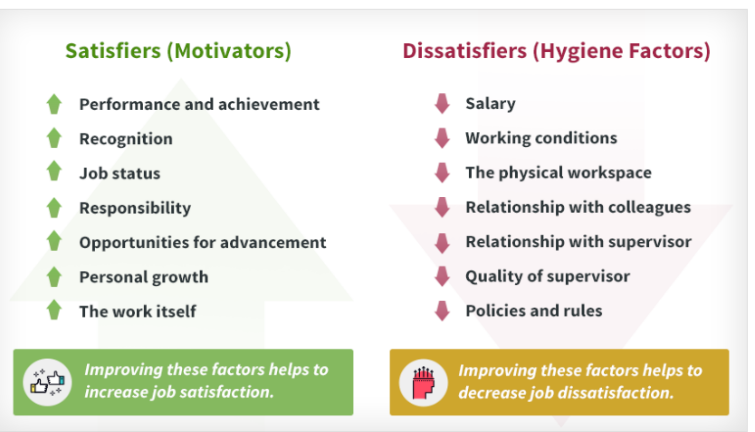 Satisfiers (Motivators)
Performance and achievement
Recognition
Job status
Responsibility
Opportunities for advancement
Personal growth
The work itself
Improving these factors helps to
increase job satisfaction.
Dissatisfiers (Hygiene Factors)
Salary
Working conditions
The physical workspace
Relationship with colleagues
Relationship with supervisor
Quality of supervisor
Policies and rules
Improving these factors helps to
decrease job dissatisfaction.